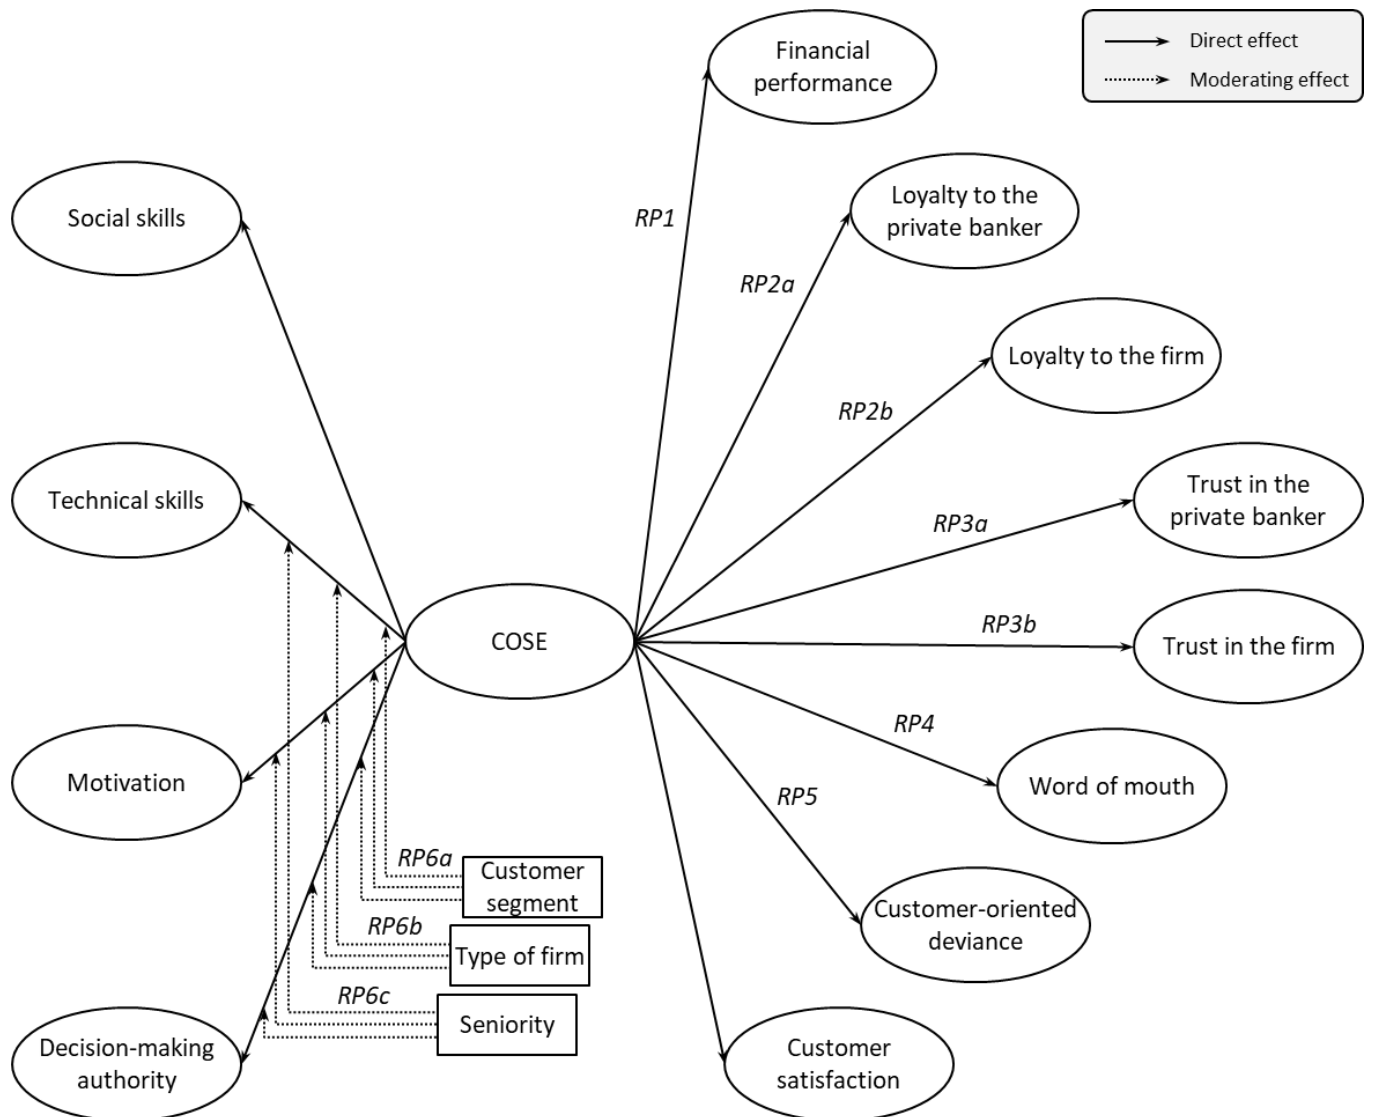 Financial
performance
Direct effect
Moderating effect
Social skills
RP1
Loyalty to the
private banker
RP2a
Loyalty to the firm
RP2b
Technical skills
Trust in the
private banker
RP3a
COSE
RP3b
Trust in the firm
RP4
Motivation
Word of mouth
RP5
RP6a
Customer
segment
Customer-oriented
deviance
RP6b
Type of firm
RP6c
Seniority
Decision-making
authority
Customer
satisfaction